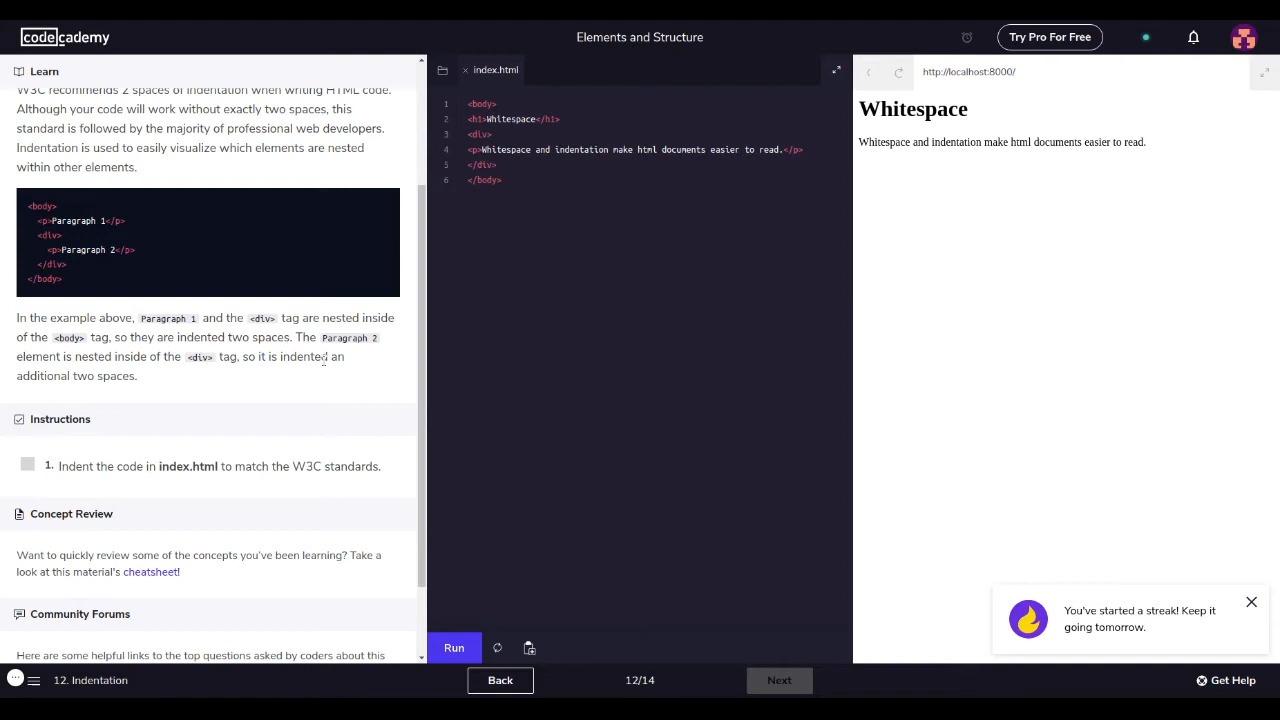 codecademy
Elements and Structure
Try Pro For Free
Learn
W3C recommends 2 spaces of indentation when writing HTML code.
Although your code will work without exactly two spaces, this
standard is followed by the majority of professional web developers.
Indentation is used to easily visualize which elements are nested
within other elements.
<body>
  <p>Paragraph 1</p>
  <div>
    <p>Paragraph 2</p>
  </div>
</body>
In the example above, Paragraph 1 and the <div> tag are nested inside
of the <body> tag, so they are indented two spaces. The Paragraph 2
element is nested inside of the <div> tag, so it is indented an
additional two spaces.
Instructions
1. Indent the code in index.html to match the W3C standards.
Concept Review
Want to quickly review some of the concepts you've been learning? Take a
look at this material's cheatsheet!
Community Forums
Here are some helpful links to the top questions asked by coders about this
index.html
1 <body>
2 <h1>Whitespace</h1>
3 <div>
4 <p>Whitespace and indentation make html documents easier to read.</p>
5 </div>
6 </body>
Run
http://localhost:8000/
Whitespace
Whitespace and indentation make html documents easier to read.
You've started a streak! Keep it
going tomorrow.
12. Indentation
Back
12/14
Next
Get Help